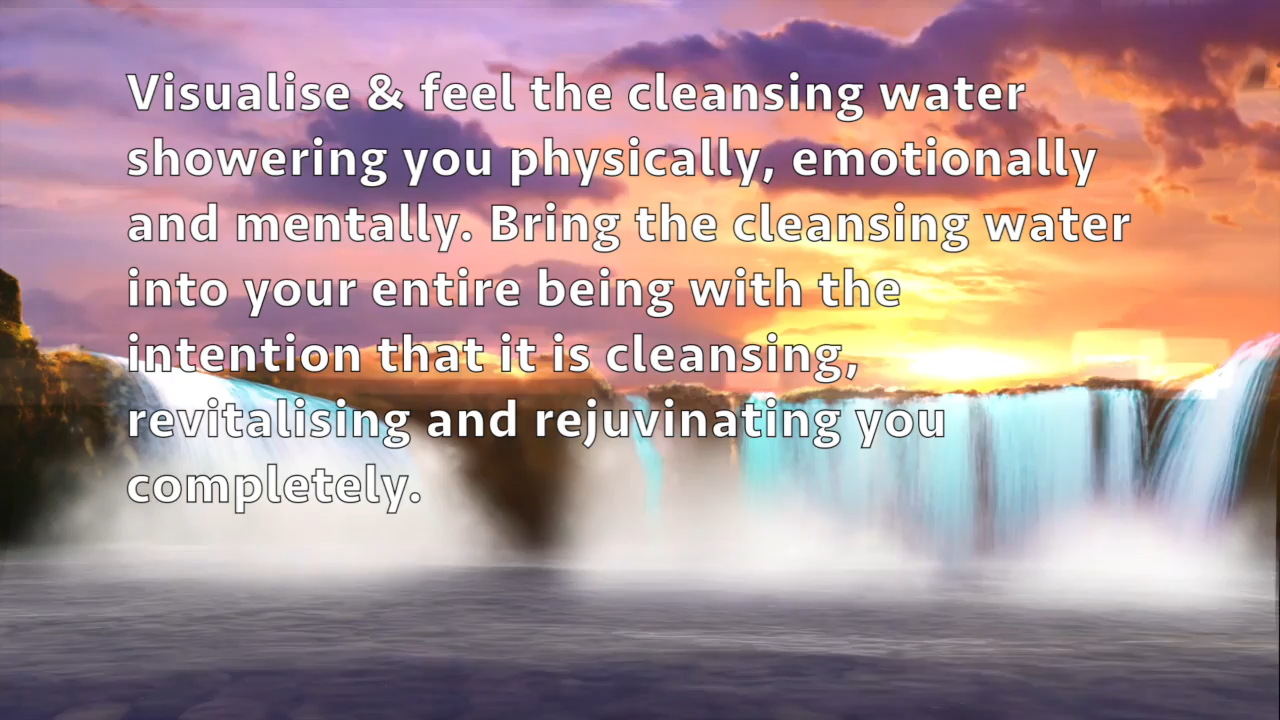 Visualise & feel the cleansing water
showering you physically, emotionally
and mentally. Bring the cleansing water
into your entire being with the
intention that it is cleansing,
revitalising and rejuvinating you
completely.